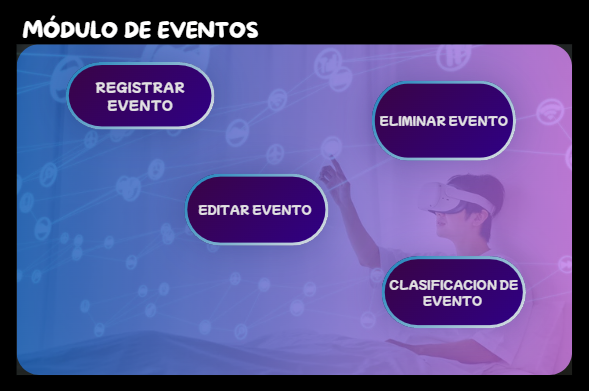 MÓDULO DE EVENTOS
REGISTRAR
EVENTO
ELIMINAR EVENTO
EDITAR EVENTO
CLASIFICACION DE
EVENTO